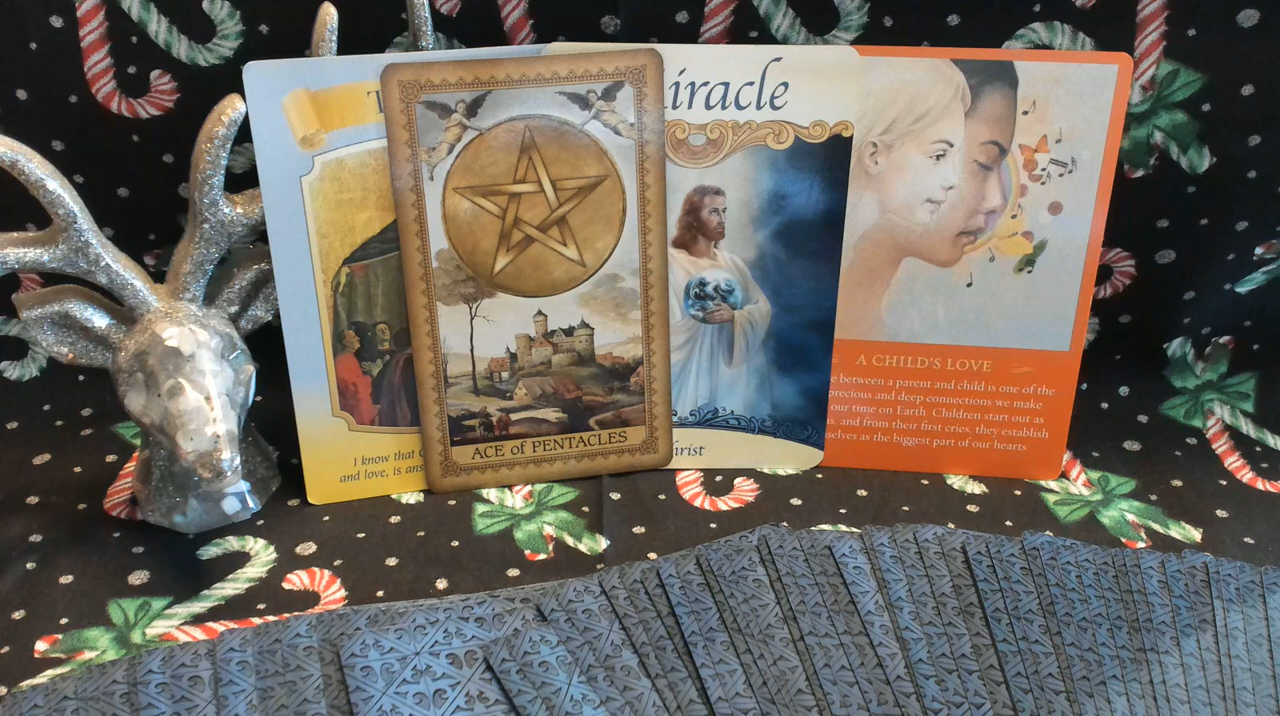 I know that
and love, is
ACE OF PENTACLES
iracle
3
hrist
A CHILD'S LOVE
between a parent and child is one of the
precious and deep connections we make
our time on Earth. Children start out as
and from their first cries, they establish
selves as the biggest part of our hearts